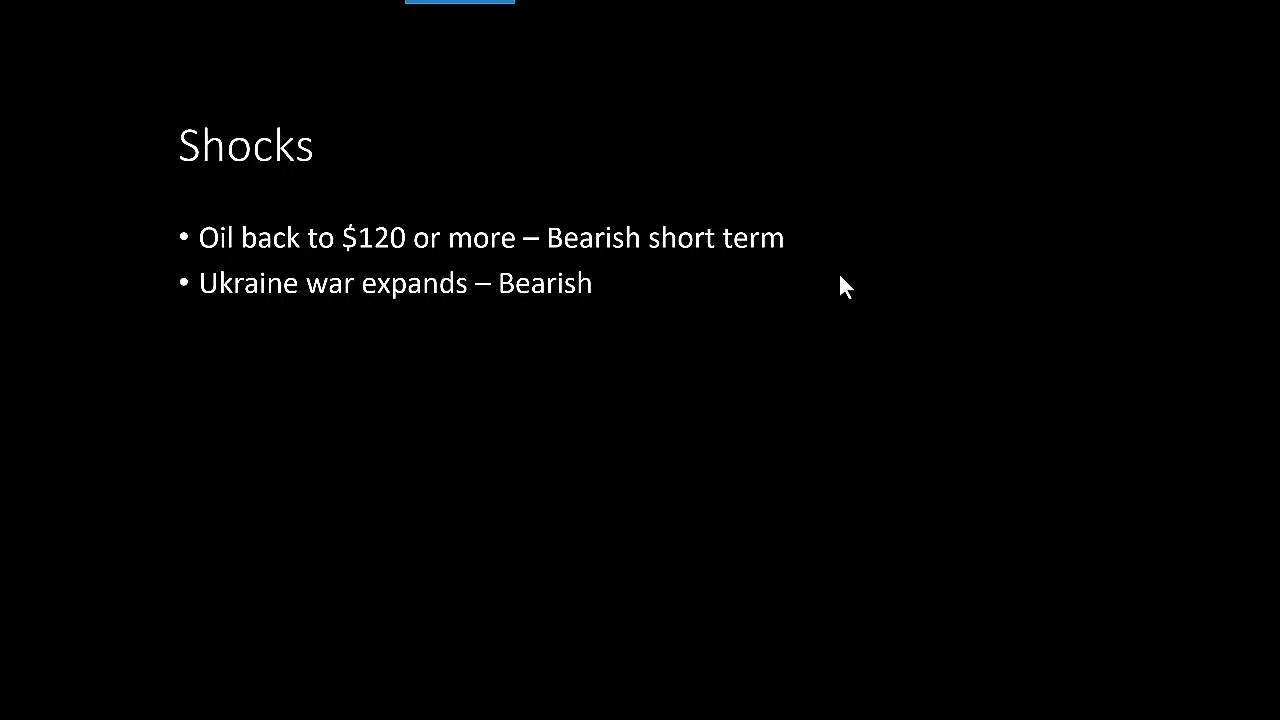 Shocks
• Oil back to $120 or more – Bearish short term
• Ukraine war expands – Bearish